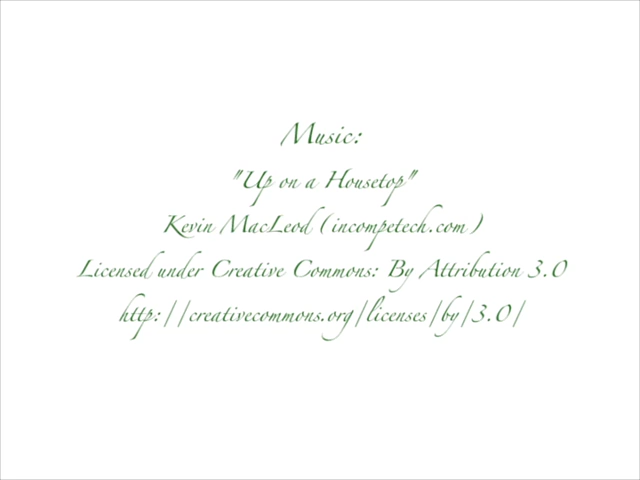 Music:
"Up on a Housetop"
Kevin MacLeod (incompetech.com)
Licensed under Creative Commons: By Attribution 3.0
http://creativecommons.org/licenses/by/3.0/